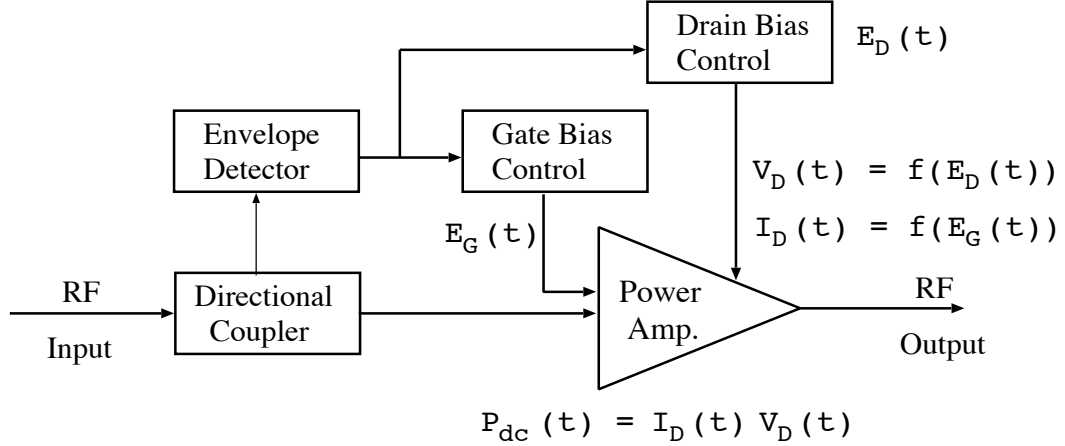 Drain Bias
Control
E_D(t)
Envelope
Detector
Gate Bias
Control
V_D(t) = f(E_D(t))
I_D(t) = f(E_G(t))
E_G(t)
RF
Input
Directional
Coupler
Power
Amp.
RF
Output
P_dc(t) = I_D(t) V_D(t)